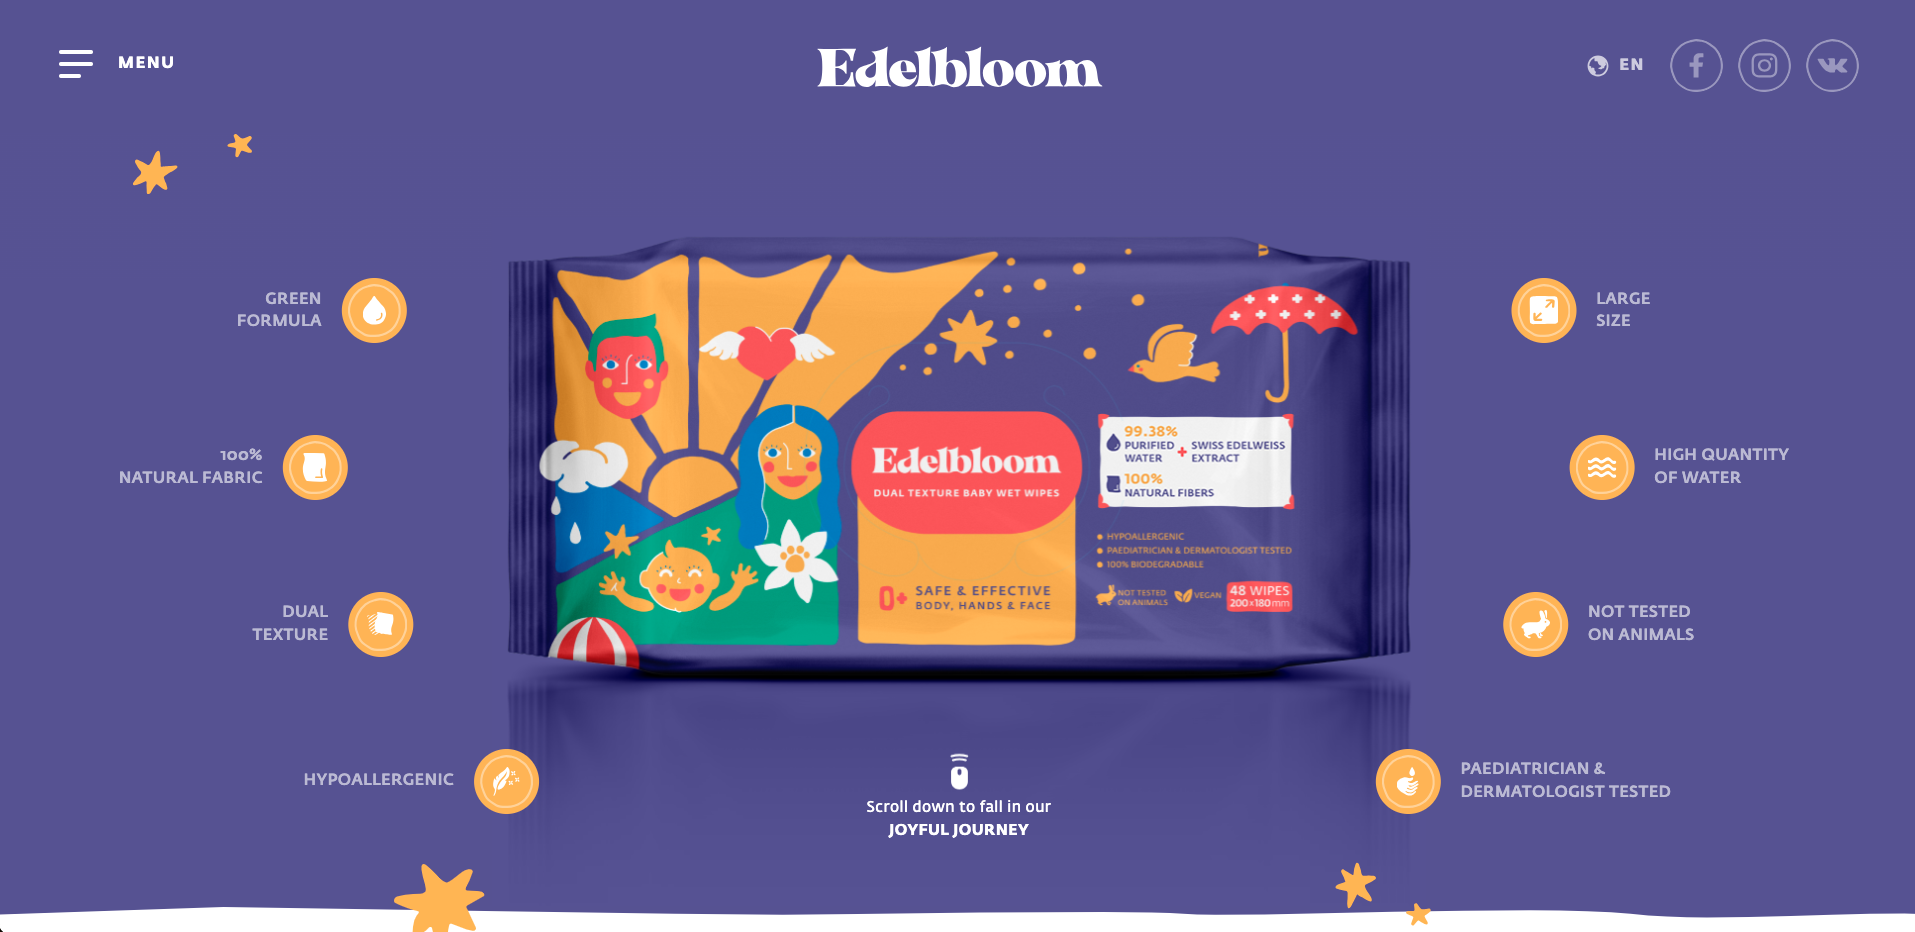 MENU
Edelbloom
EN
GREEN
FORMULA
100%
NATURAL FABRIC
DUAL
TEXTURE
HYPOALLERGENIC
Edelbloom
DUAL TEXTURE BABY WET WIPES
0+
SAFE & EFFECTIVE
BODY, HANDS & FACE
99.38%
PURIFIED
WATER
+
SWISS EDELWEISS
EXTRACT
100%
NATURAL FIBERS
HYPOALLERGENIC
PAEDIATRICIAN & DERMATOLOGIST TESTED
100% BIODEGRADABLE
NOT TESTED
ON ANIMALS
VEGAN
48 WIPES
200×180mm
LARGE
SIZE
HIGH QUANTITY
OF WATER
NOT TESTED
ON ANIMALS
PAEDIATRICIAN &
DERMATOLOGIST TESTED
Scroll down to fall in our
JOYFUL JOURNEY